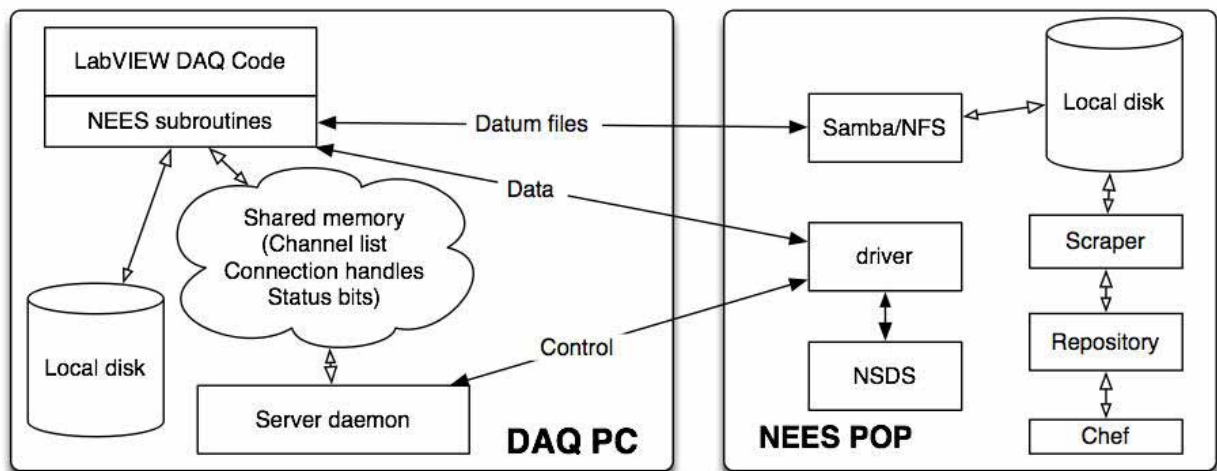 LabVIEW DAQ Code
NEES subroutines
Shared memory
(Channel list
Connection handles
Status bits)
Local disk
Server daemon
DAQ PC
Datum files
Data
Control
Samba/NFS
Local disk
driver
Scraper
NSDS
Repository
Chef
NEES POP